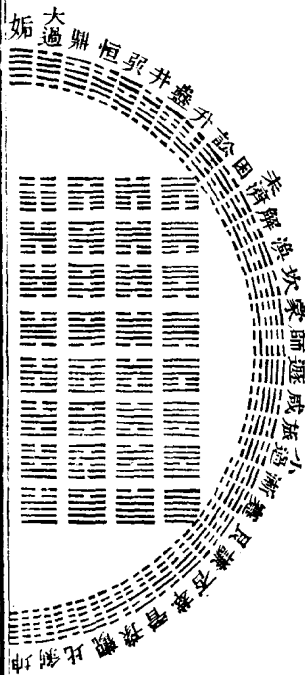 姤
大過
鼎
恒
巽
井
蠱
升
訟
困
未濟
解
渙
坎
蒙
師
遯
咸
旅
小過
漸
蹇
艮
謙
否
萃
晉
豫
觀
比
剝
坤